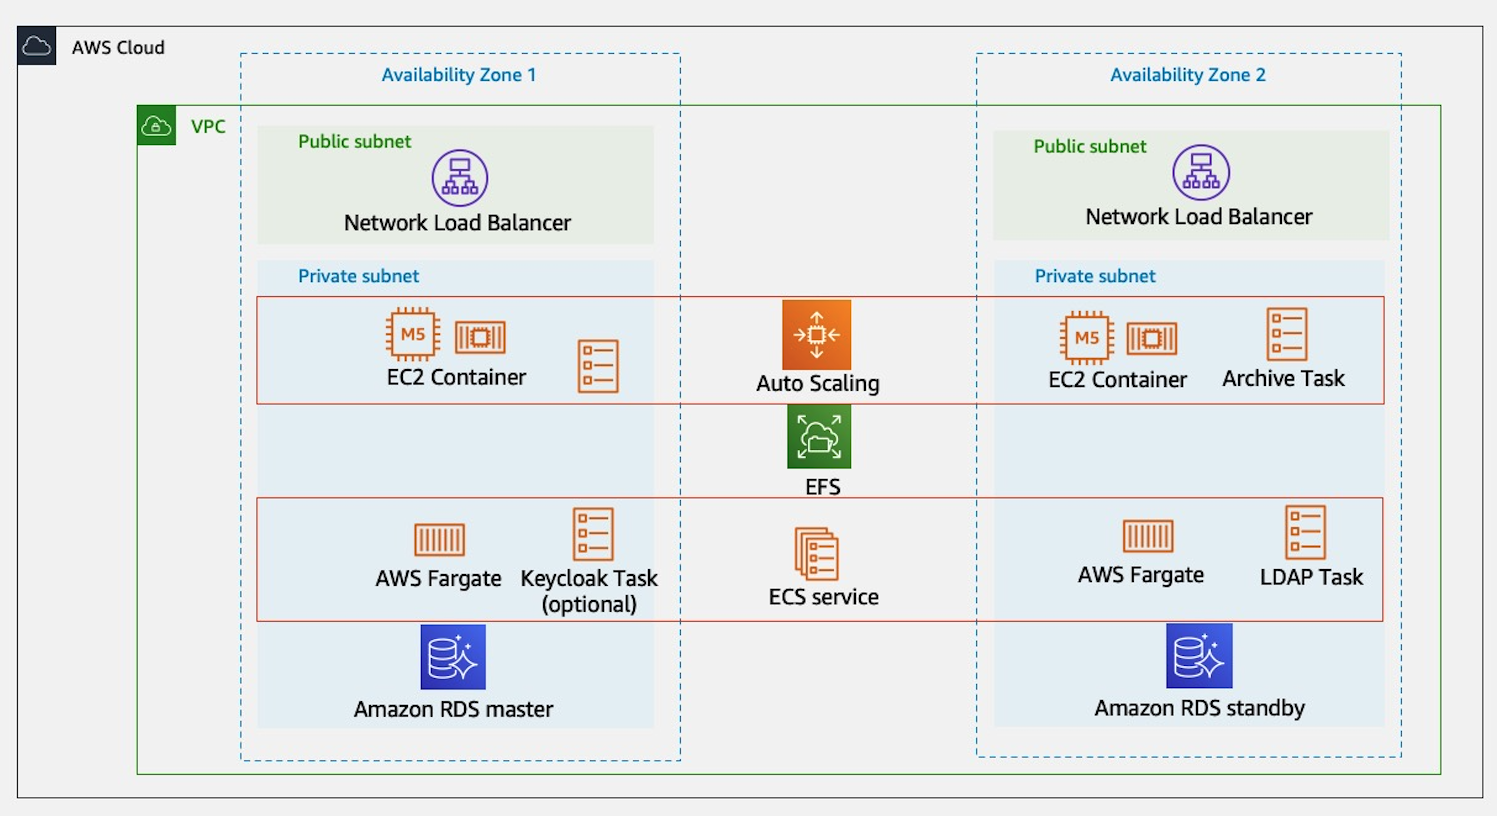 AWS Cloud
Availability Zone 1
Availability Zone 2
VPC
Public subnet
Network Load Balancer
Public subnet
Network Load Balancer
Private subnet
Private subnet
M5
EC2 Container
Auto Scaling
M5
EC2 Container
Archive Task
EFS
AWS Fargate
Keycloak Task
(optional)
ECS service
AWS Fargate
LDAP Task
Amazon RDS master
Amazon RDS standby